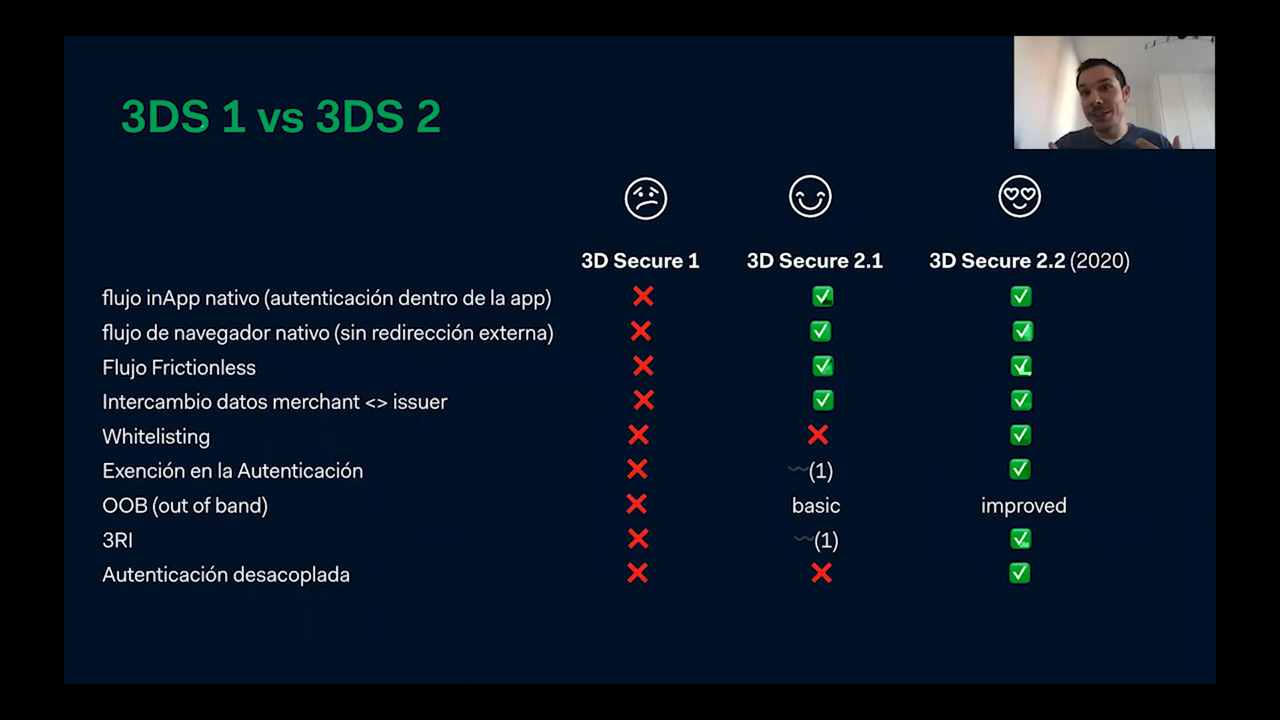 3DS 1 vs 3DS 2
3D Secure 1 3D Secure 2.1 3D Secure 2.2 (2020)
flujo inApp nativo (autenticación dentro de la app) ❌ ✅ ✅
flujo de navegador nativo (sin redirección externa) ❌ ✅ ✅
Flujo Frictionless ❌ ✅ ✅
Intercambio datos merchant <> issuer ❌ ✅ ✅
Whitelisting ❌ ❌ ✅
Exención en la Autenticación ❌ 〰️(1) ✅
OOB (out of band) ❌ basic improved
3RI ❌ 〰️(1) ✅
Autenticación desacoplada ❌ ❌ ✅